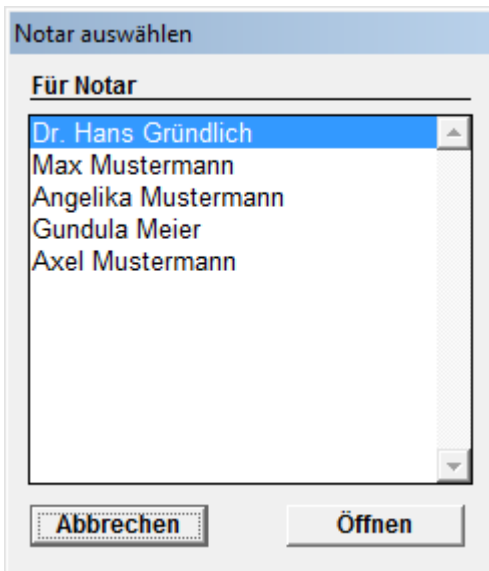 Notar auswählen
Für Notar
Dr. Hans Gründlich
Max Mustermann
Angelika Mustermann
Gundula Meier
Axel Mustermann
Abbrechen Öffnen